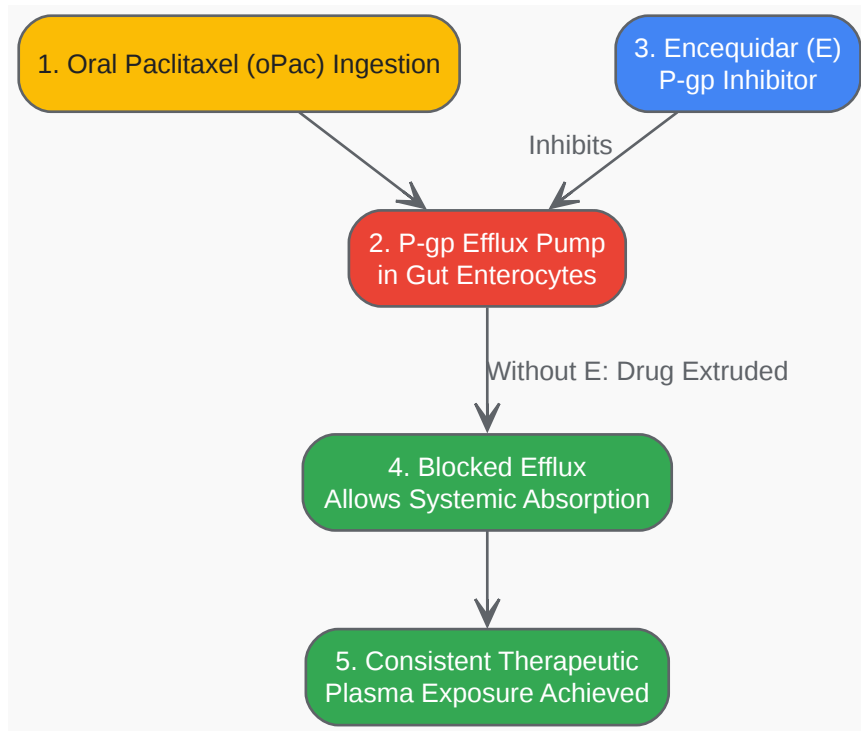 1. Oral Paclitaxel (oPac) Ingestion
3. Encequidar (E)
P-gp Inhibitor
Inhibits
2. P-gp Efflux Pump
in Gut Enterocytes
Without E: Drug Extruded
4. Blocked Efflux
Allows Systemic Absorption
5. Consistent Therapeutic
Plasma Exposure Achieved